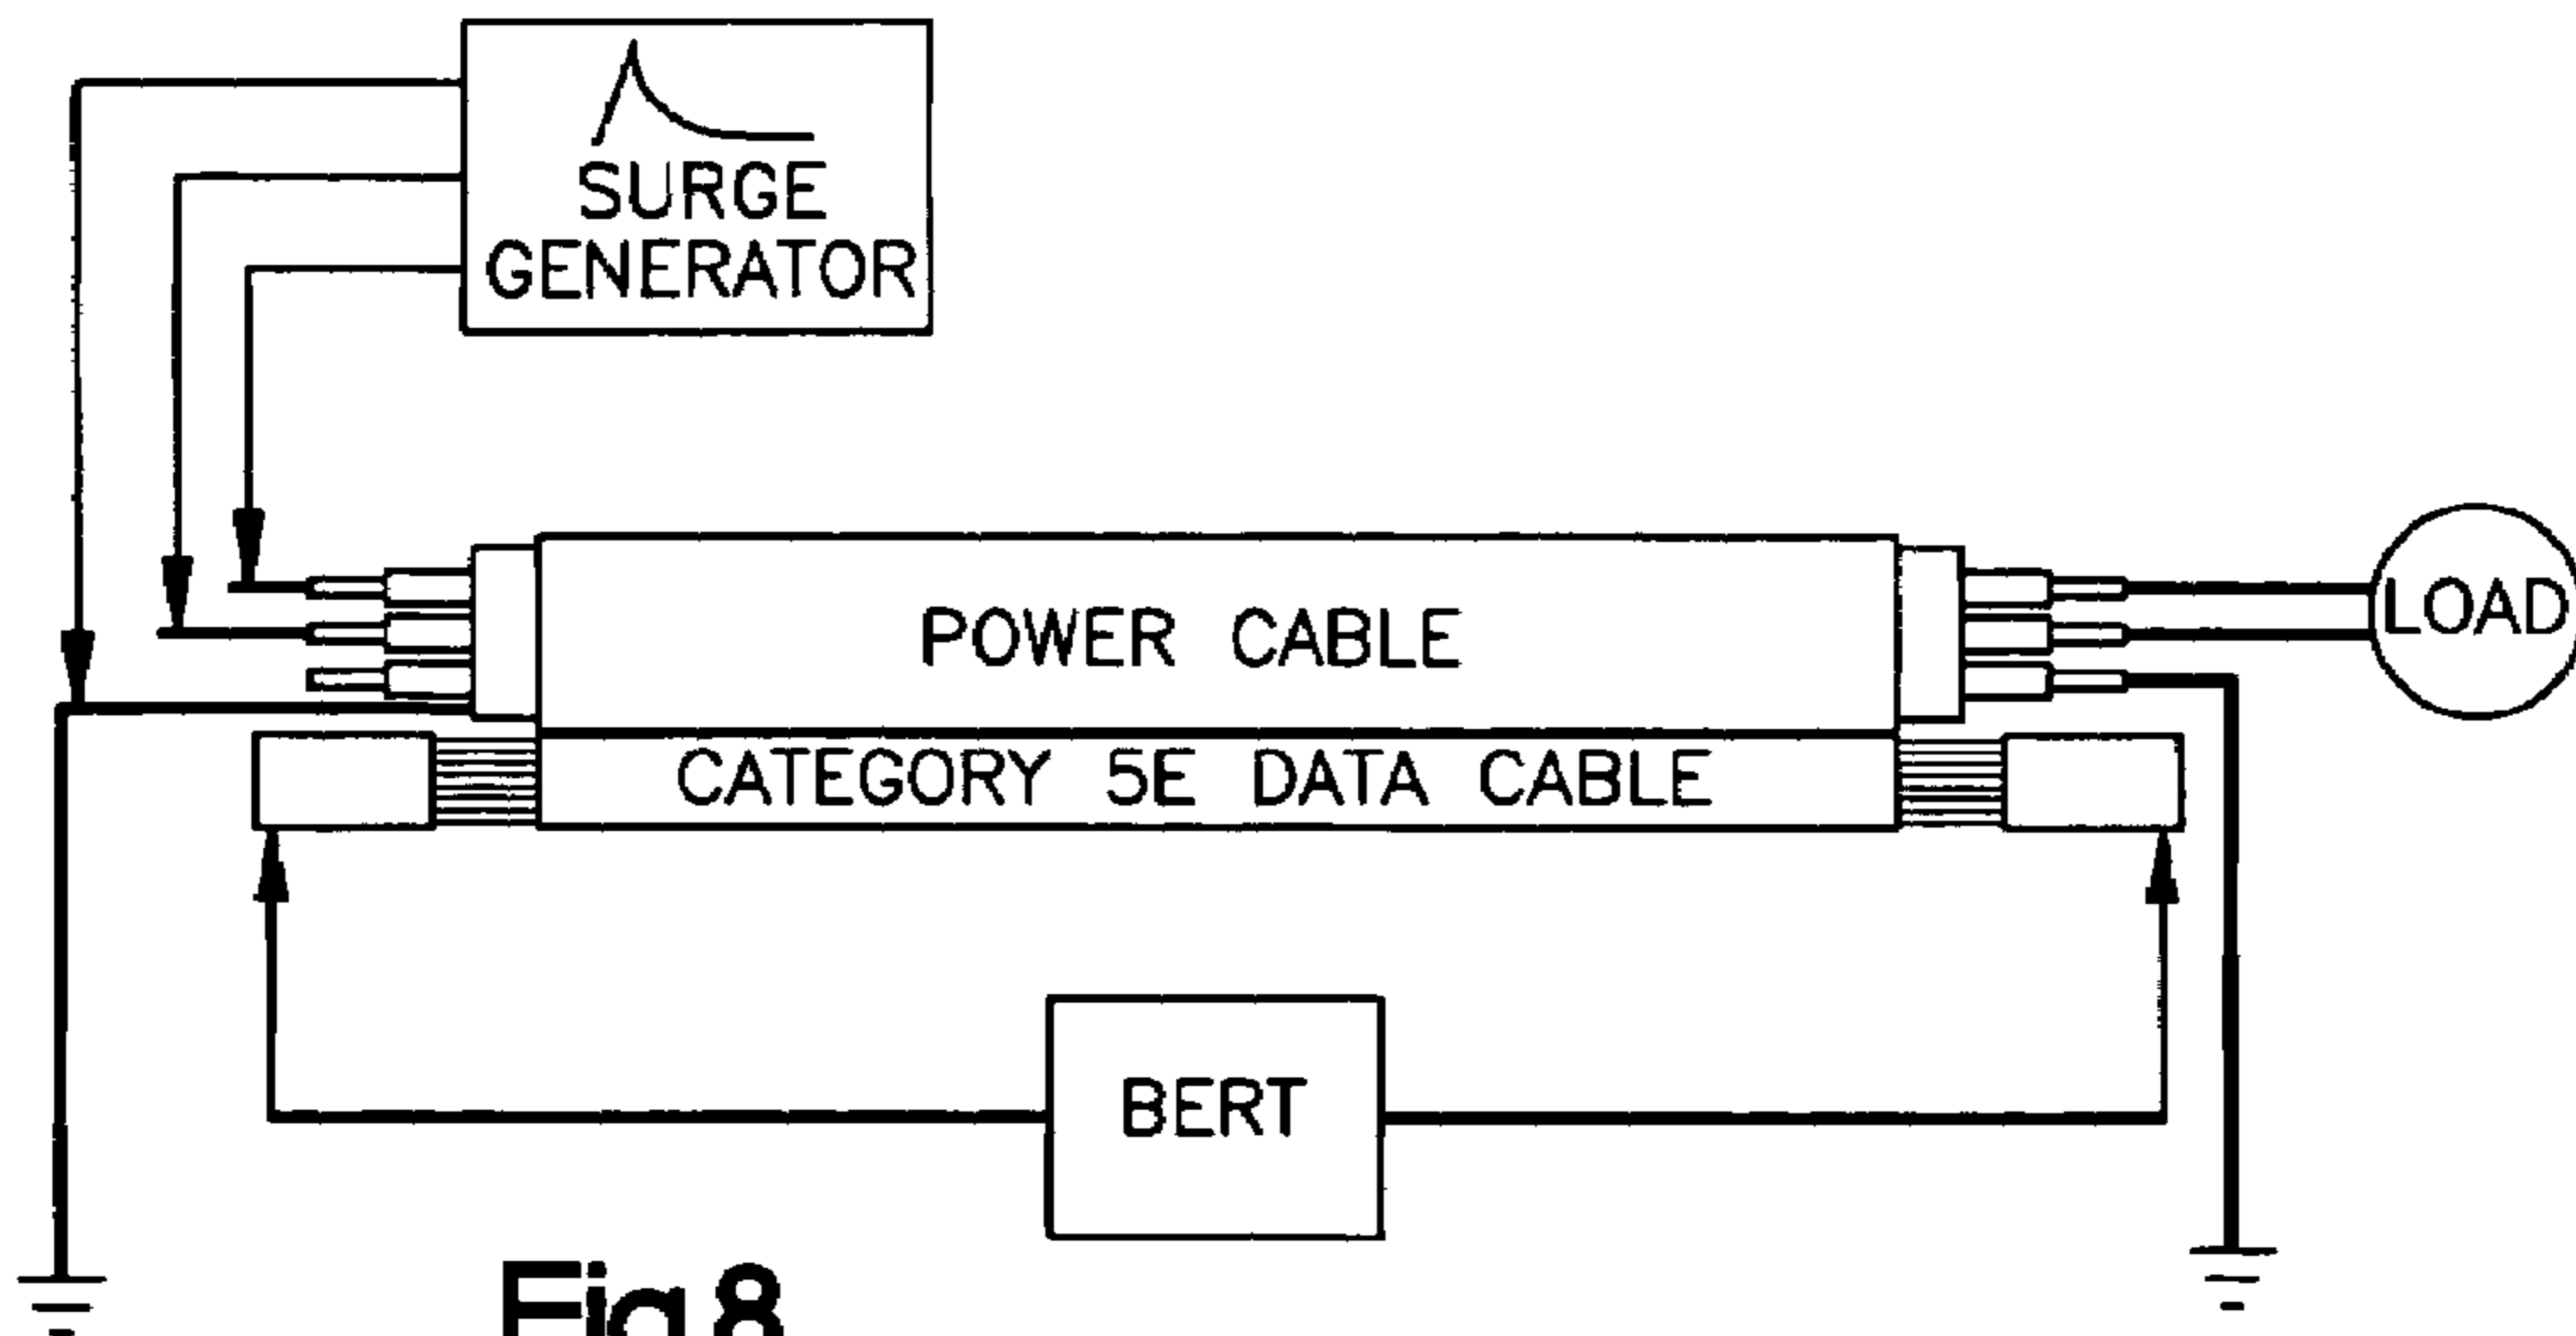 SURGE
GENERATOR
POWER CABLE
LOAD
CATEGORY 5E DATA CABLE
BERT
Fig.8